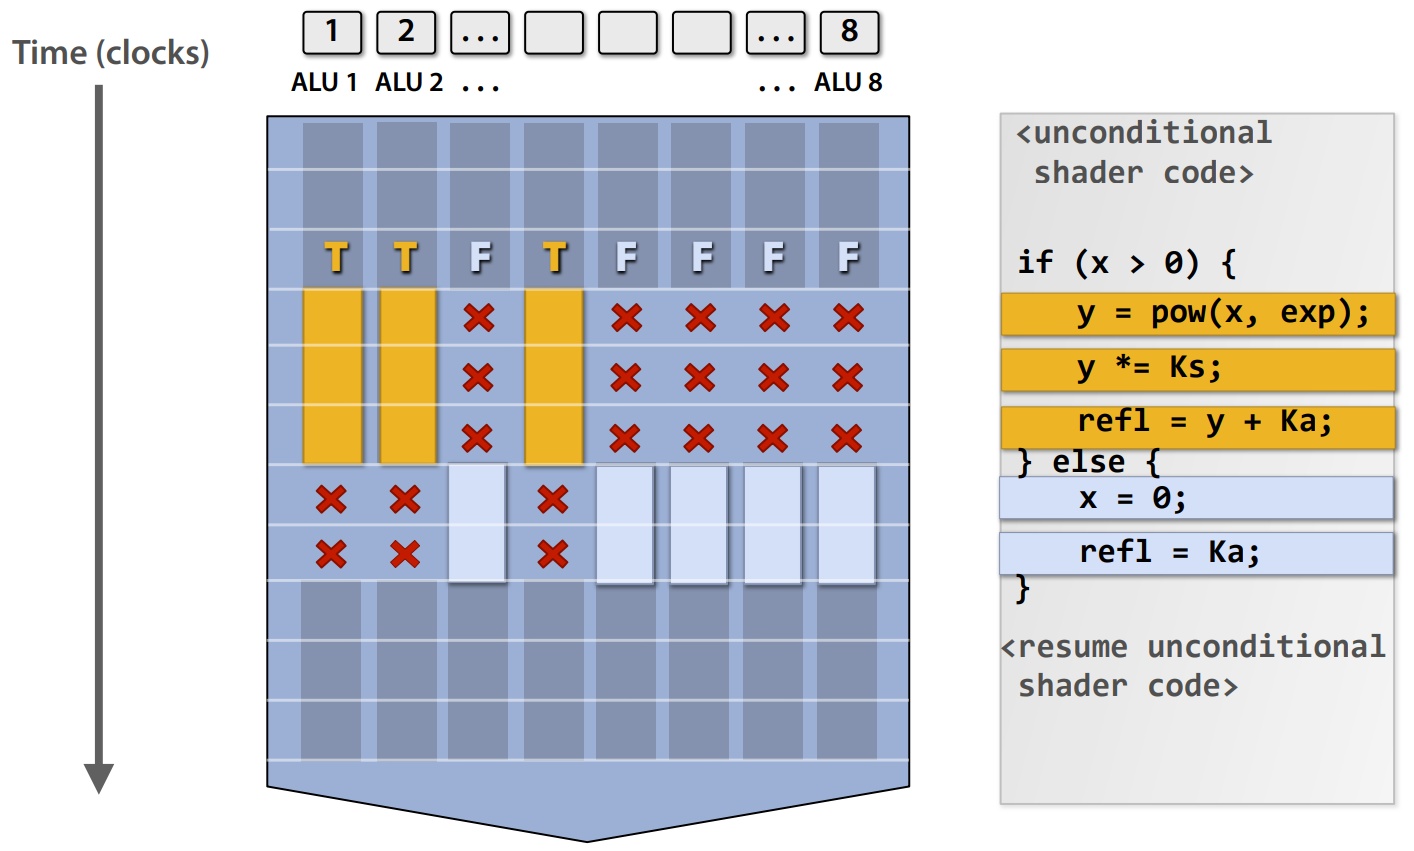 1 2 ... ... 8
Time (clocks)
ALU 1 ALU 2 ... ... ALU 8
<unconditional
shader code>
T T F T F F F F
if (x > 0) {
y = pow(x, exp);
y *= Ks;
refl = y + Ka;
} else {
x = 0;
refl = Ka;
}
<resume unconditional
shader code>